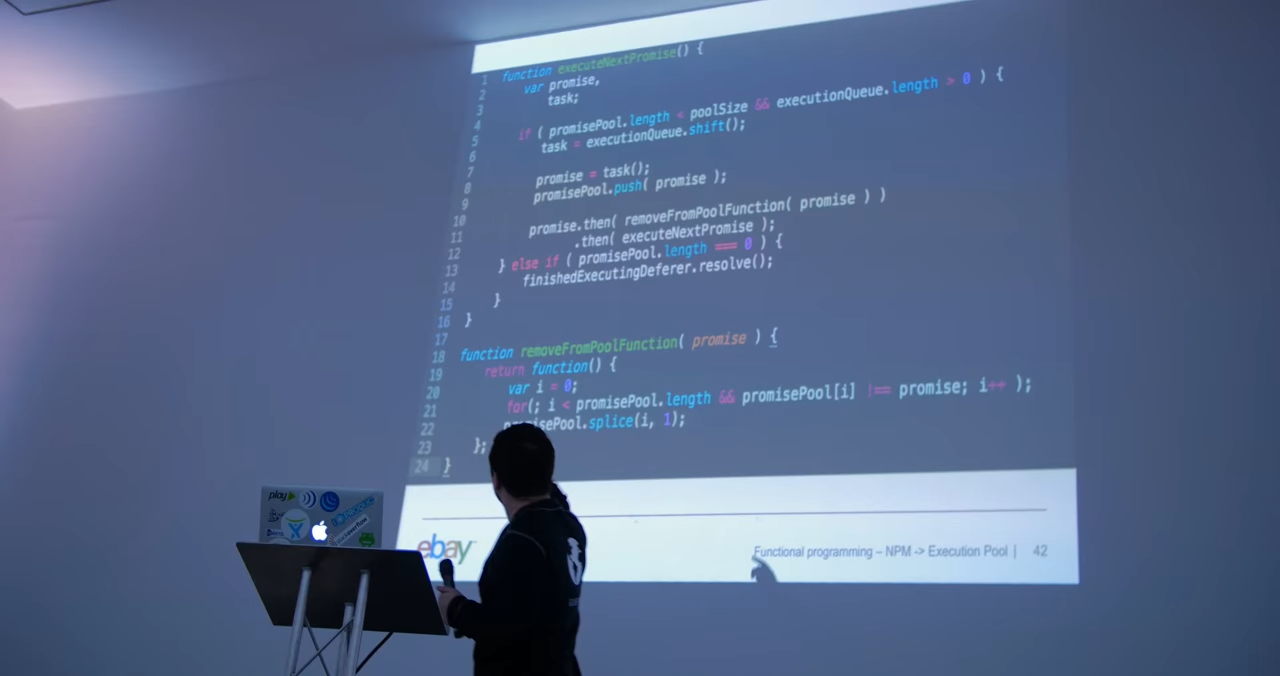 1 function executeNextPromise() {
2 var promise,
3 task;
4
5 if ( promisePool.length < poolSize && executionQueue.length > 0 ) {
6 task = executionQueue.shift();
7
8 promise = task();
9 promisePool.push( promise );
10
11 promise.then( removeFromPoolFunction( promise ) )
12 .then( executeNextPromise );
13 } else if ( promisePool.length === 0 ) {
14 finishedExecutingDeferer.resolve();
15 }
16 }
17
18 function removeFromPoolFunction( promise ) {
19 return function() {
20 var i = 0;
21 for(; i < promisePool.length && promisePool[i] !== promise; i++ );
22 promisePool.splice(i, 1);
23 };
24 }
play
ebay
Functional programming – NPM -> Execution Pool | 42